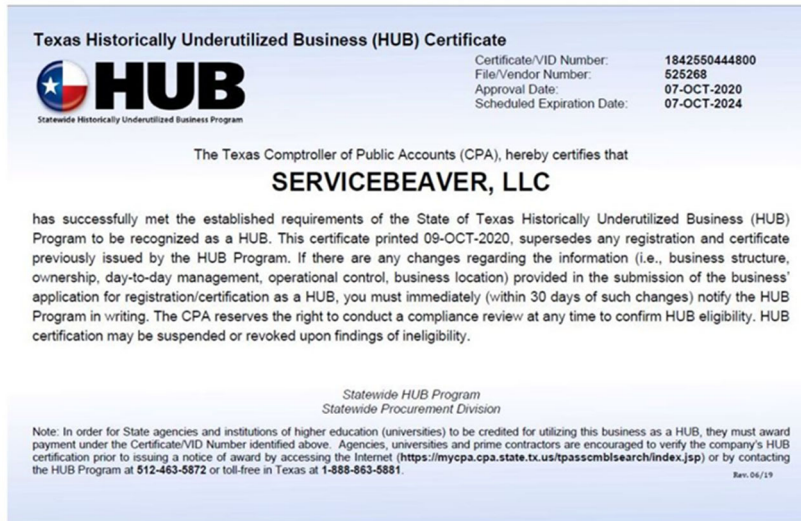 Texas Historically Underutilized Business (HUB) Certificate
HUB
Statewide Historically Underutilized Business Program
Certificate/VID Number: 1842550444800
File/Vendor Number: 525268
Approval Date: 07-OCT-2020
Scheduled Expiration Date: 07-OCT-2024
The Texas Comptroller of Public Accounts (CPA), hereby certifies that
SERVICEBEAVER, LLC
has successfully met the established requirements of the State of Texas Historically Underutilized Business (HUB)
Program to be recognized as a HUB. This certificate printed 09-OCT-2020, supersedes any registration and certificate
previously issued by the HUB Program. If there are any changes regarding the information (i.e., business structure,
ownership, day-to-day management, operational control, business location) provided in the submission of the business'
application for registration/certification as a HUB, you must immediately (within 30 days of such changes) notify the HUB
Program in writing. The CPA reserves the right to conduct a compliance review at any time to confirm HUB eligibility. HUB
certification may be suspended or revoked upon findings of ineligibility.
Statewide HUB Program
Statewide Procurement Division
Note: In order for State agencies and institutions of higher education (universities) to be credited for utilizing this business as a HUB, they must award
payment under the Certificate/VID Number identified above. Agencies, universities and prime contractors are encouraged to verify the company's HUB
certification prior to issuing a notice of award by accessing the Internet (https://mycpa.cpa.state.tx.us/tpasscmblsearch/index.jsp) or by contacting
the HUB Program at 512-463-5872 or toll-free in Texas at 1-888-863-5881.
Rev. 06/19